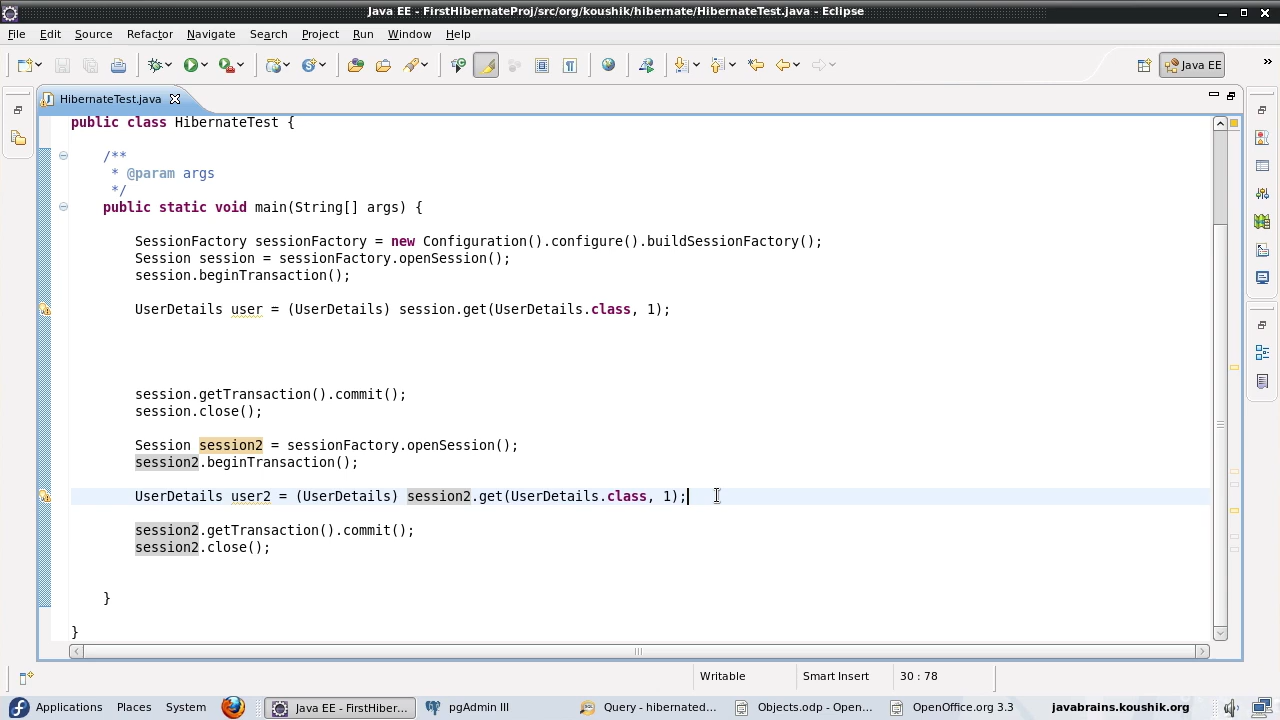 Java EE - FirstHibernateProj/src/org/koushik/hibernate/HibernateTest.java - Eclipse
File Edit Source Refactor Navigate Search Project Run Window Help
Java EE »
HibernateTest.java
public class HibernateTest {
/**
* @param args
*/
public static void main(String[] args) {
SessionFactory sessionFactory = new Configuration().configure().buildSessionFactory();
Session session = sessionFactory.openSession();
session.beginTransaction();
UserDetails user = (UserDetails) session.get(UserDetails.class, 1);
session.getTransaction().commit();
session.close();
Session session2 = sessionFactory.openSession();
session2.beginTransaction();
UserDetails user2 = (UserDetails) session2.get(UserDetails.class, 1);
session2.getTransaction().commit();
session2.close();
}
}
Writable Smart Insert 30 : 78
Applications Places System Java EE - FirstHiber... pgAdmin III Query - hibernated... Objects.odp - Open... OpenOffice.org 3.3 javabrains.koushik.org